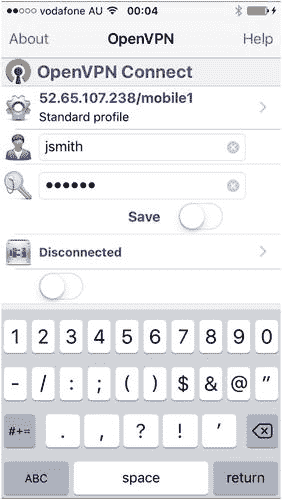 vodafone AU 00:04
About OpenVPN Help
OpenVPN Connect
52.65.107.238/mobile1
Standard profile
jsmith
••••••
Save
Disconnected
1 2 3 4 5 6 7 8 9 0
- / : ; ( ) $ & @ "
#+= . , ? ! '
ABC space return